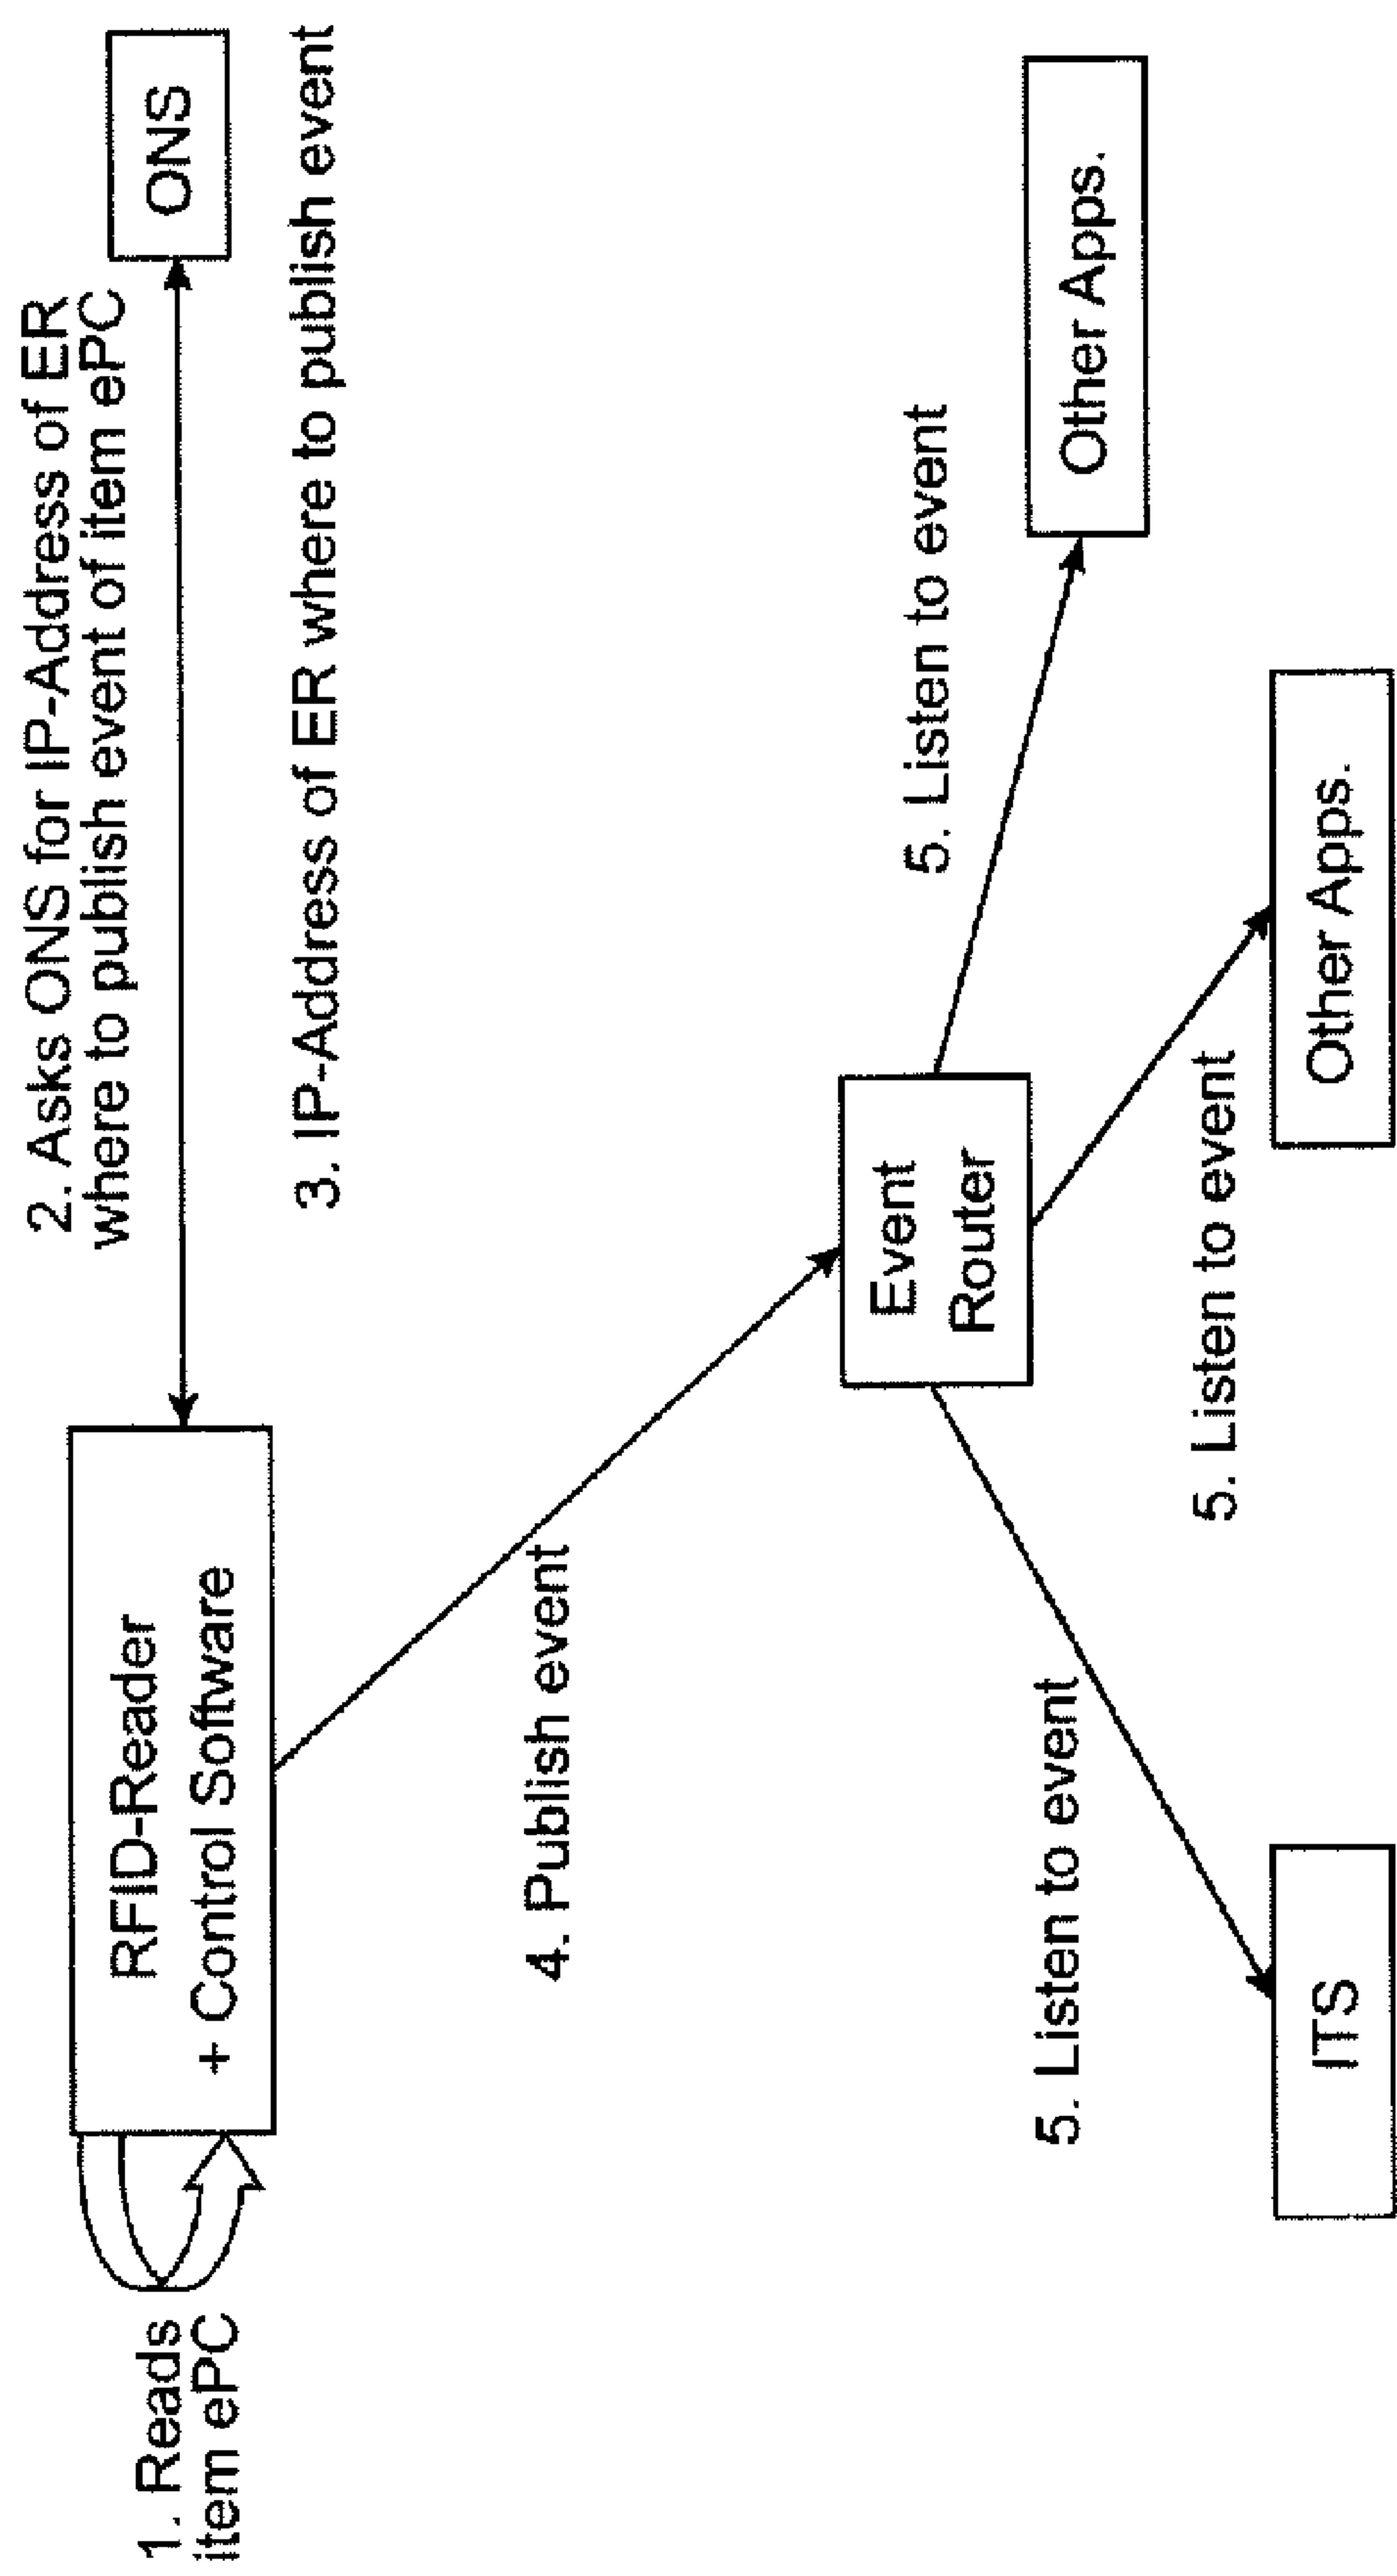 1. Reads
item ePC
RFID-Reader
+ Control Software
2. Asks ONS for IP-Address of ER
where to publish event of item ePC
ONS
3. IP-Address of ER where to publish event
4. Publish event
Event
Router
5. Listen to event
5. Listen to event
5. Listen to event
ITS
Other Apps.
Other Apps.